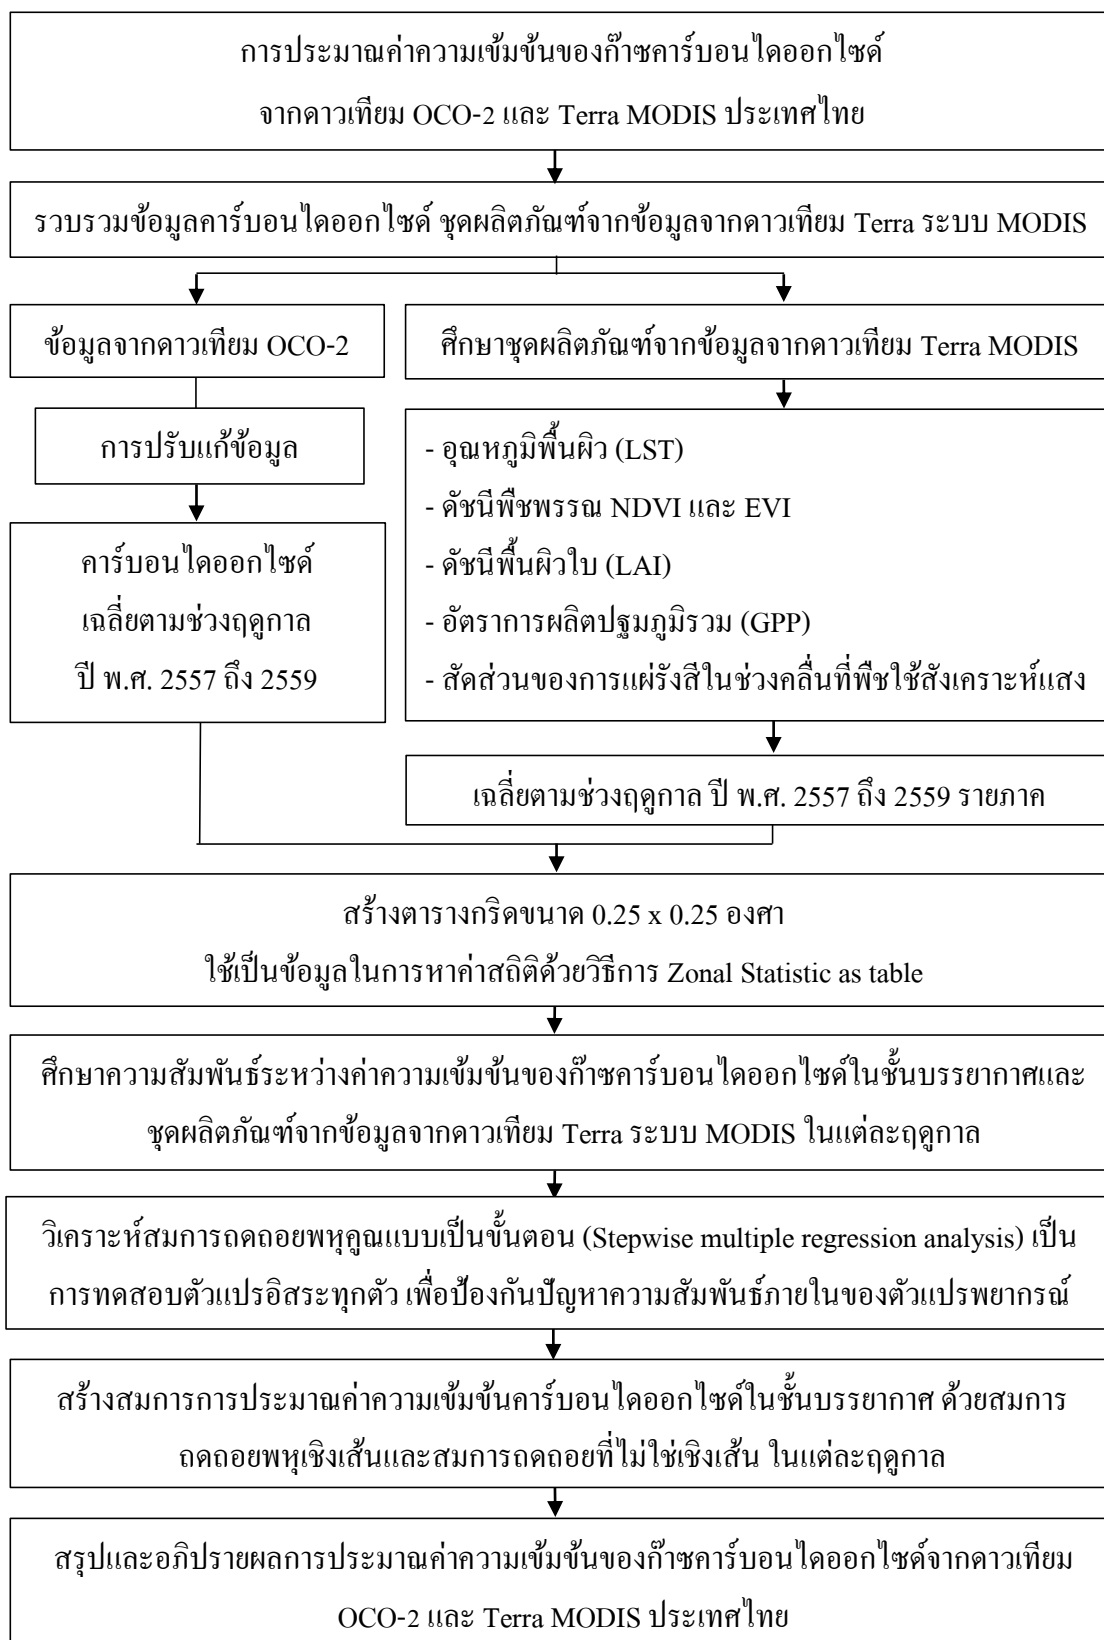 การประมาณค่าความเข้มข้นของก๊าซคาร์บอนไดออกไซด์
จากดาวเทียม OCO-2 และ Terra MODIS ประเทศไทย
รวบรวมข้อมูลคาร์บอนไดออกไซด์ ชุดผลิตภัณฑ์จากข้อมูลจากดาวเทียม Terra ระบบ MODIS
ข้อมูลจากดาวเทียม OCO-2
การปรับแก้ข้อมูล
คาร์บอนไดออกไซด์
เฉลี่ยตามช่วงฤดูกาล
ปี พ.ศ. 2557 ถึง 2559
ศึกษาชุดผลิตภัณฑ์จากข้อมูลจากดาวเทียม Terra MODIS
- อุณหภูมิพื้นผิว (LST)
- ดัชนีพืชพรรณ NDVI และ EVI
- ดัชนีพื้นผิวใบ (LAI)
- อัตราการผลิตปฐมภูมิรวม (GPP)
- สัดส่วนของการแผ่รังสีในช่วงคลื่นที่พืชใช้สังเคราะห์แสง
เฉลี่ยตามช่วงฤดูกาล ปี พ.ศ. 2557 ถึง 2559 รายภาค
สร้างตารางกริดขนาด 0.25 x 0.25 องศา
ใช้เป็นข้อมูลในการหาค่าสถิติด้วยวิธีการ Zonal Statistic as table
ศึกษาความสัมพันธ์ระหว่างค่าความเข้มข้นของก๊าซคาร์บอนไดออกไซด์ในชั้นบรรยากาศและ
ชุดผลิตภัณฑ์จากข้อมูลจากดาวเทียม Terra ระบบ MODIS ในแต่ละฤดูกาล
วิเคราะห์สมการถดถอยพหุคูณแบบเป็นขั้นตอน (Stepwise multiple regression analysis) เป็น
การทดสอบตัวแปรอิสระทุกตัว เพื่อป้องกันปัญหาความสัมพันธ์ภายในของตัวแปรพยากรณ์
สร้างสมการการประมาณค่าความเข้มข้นคาร์บอนไดออกไซด์ในชั้นบรรยากาศ ด้วยสมการ
ถดถอยพหุเชิงเส้นและสมการถดถอยที่ไม่ใช่เชิงเส้น ในแต่ละฤดูกาล
สรุปและอภิปรายผลการประมาณค่าความเข้มข้นของก๊าซคาร์บอนไดออกไซด์จากดาวเทียม
OCO-2 และ Terra MODIS ประเทศไทย